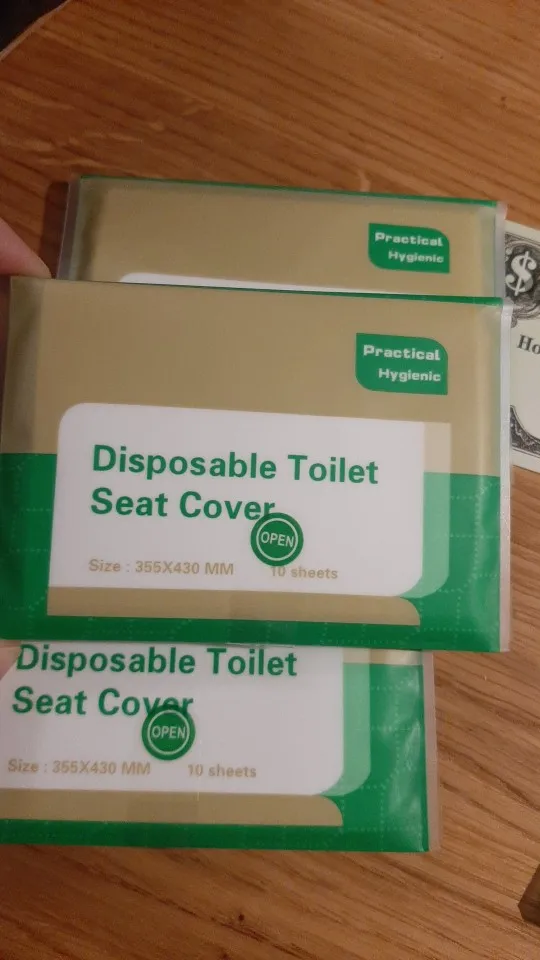 Practical
Hygienic
$
Ho
Practical
Hygienic
Disposable Toilet
Seat Cover
OPEN
Size : 355X430 MM 10 sheets
Disposable Toilet
Seat Cover
OPEN
Size : 355X430 MM 10 sheets